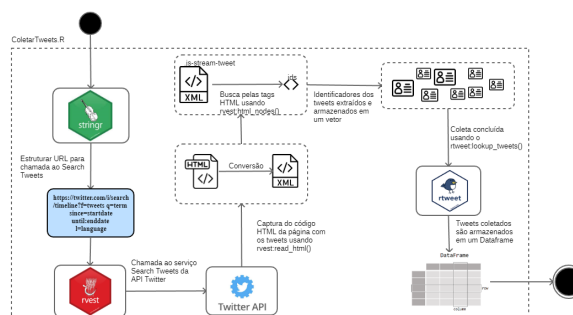 ColetarTweets.R
stringr
Estruturar URL para
chamada ao Search
Tweets
https://twitter.com/i/search
/timeline?f=tweets q=term
since=startdate
until:enddate
l=language
rvest
Chamada ao serviço
Search Tweets da
API Twitter
Twitter API
Captura do código
HTML da página com
os tweets usando
rvest:read_html()
HTML
Conversão
XML
.js-stream-tweet
XML
Busca pelas tags
HTML usando
rvest:html_nodes()
ids
Identificadores dos
tweets extraídos e
armazenados em
um vetor
Coleta concluída
usando o
rtweet:lookup_tweets()
rtweet
Tweets coletados
são armazenados
em um Dataframe
DataFrame
row